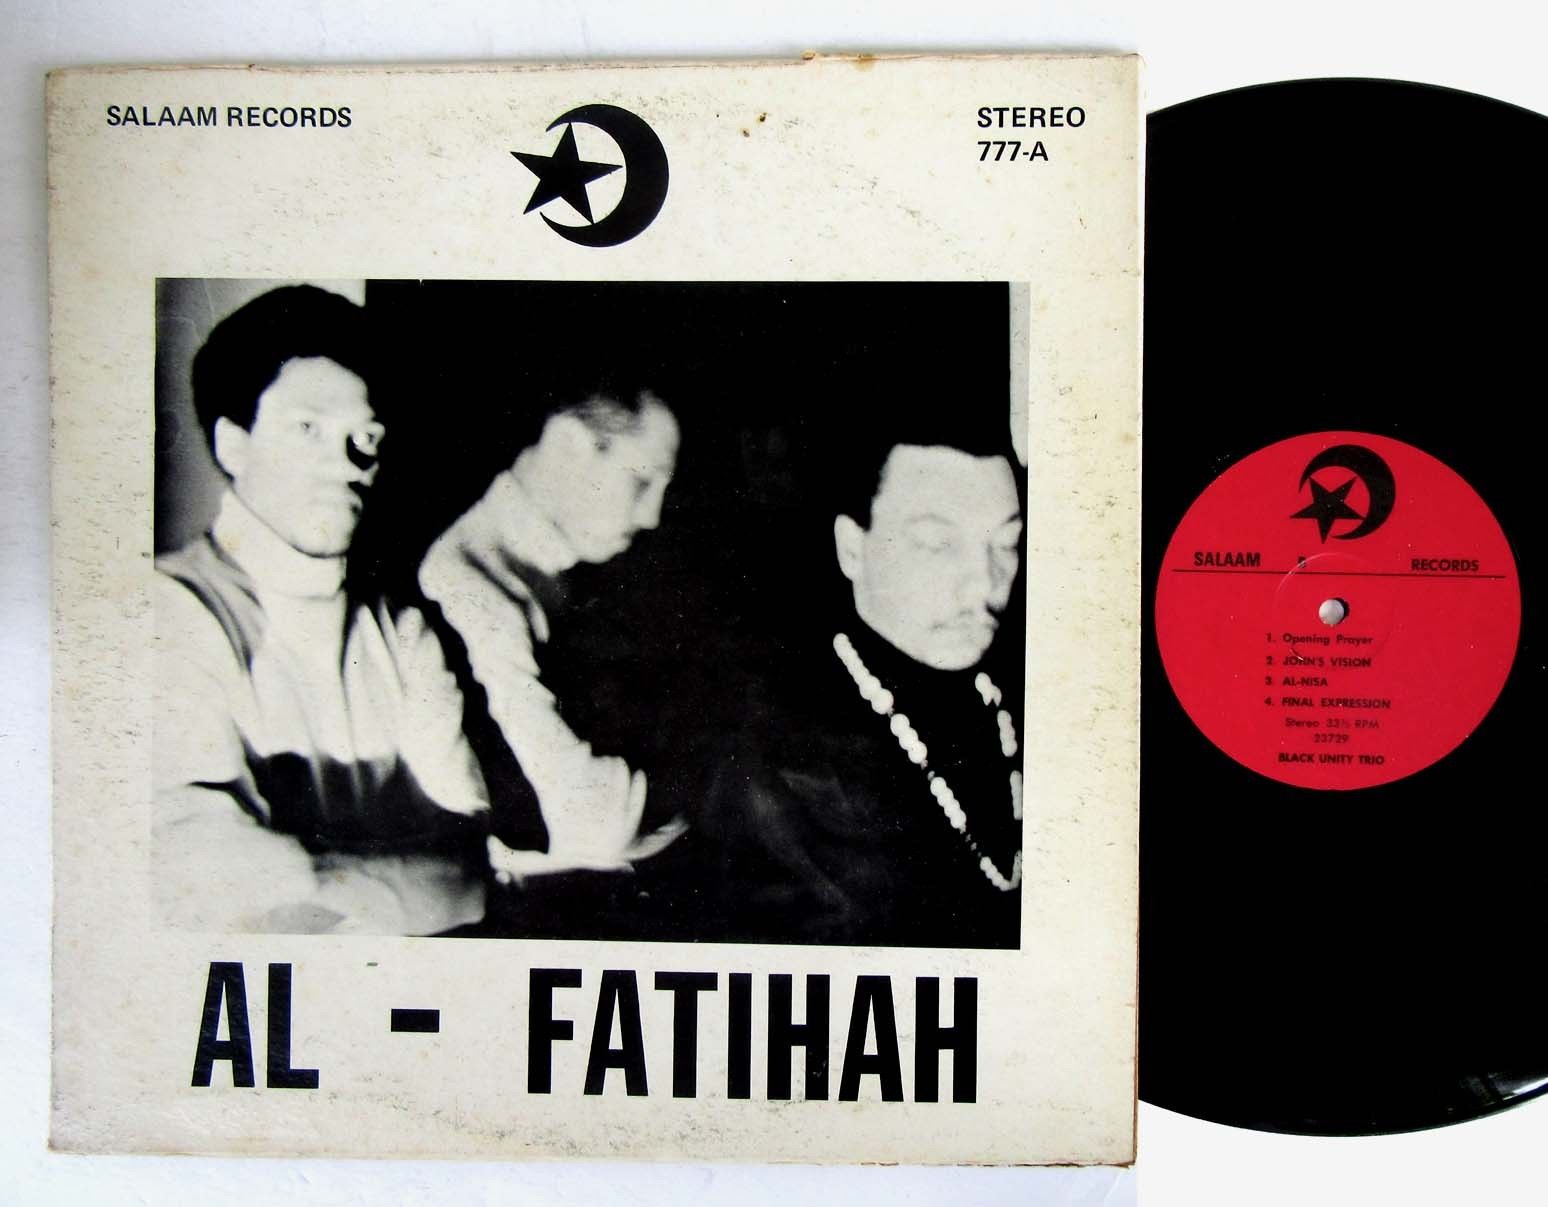 SALAAM RECORDS
STEREO
777-A
AL - FATIHAH
SALAAM B RECORDS
1. Opening Prayer
2. JOHN'S VISION
3. AL-NISA
4. FINAL EXPRESSION
Stereo 33⅓ RPM
23729
BLACK UNITY TRIO